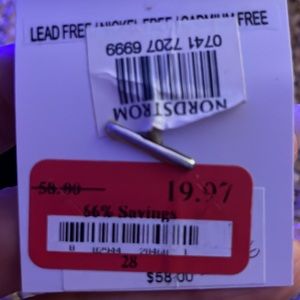 LEAD FREE / NICKEL FREE / CADMIUM FREE
0741 7207
6999
NORDSTROM
58.00 19.97
66% Savings
28
$58.00